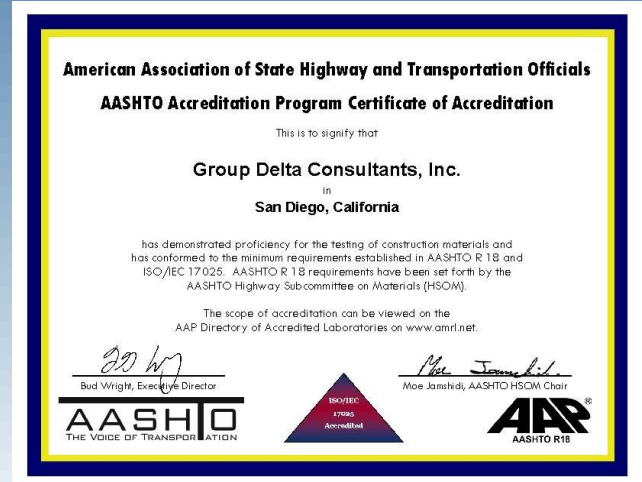 American Association of State Highway and Transportation Officials
AASHTO Accreditation Program Certificate of Accreditation
This is to signify that
Group Delta Consultants, Inc.
in
San Diego, California
has demonstrated proficiency for the testing of construction materials and
has conformed to the minimum requirements established in AASHTO R 18 and
ISO/IEC 17025. AASHTO R 18 requirements have been set forth by the
AASHTO Highway Subcommittee on Materials (HSOM).
The scope of accreditation can be viewed on the
AAP Directory of Accredited Laboratories on www.amrl.net.
Bud Wright, Executive Director
Moe Jamshidi, AASHTO HSOM Chair
AASHTO
THE VOICE OF TRANSPORTATION
ISO/IEC
17025
Accredited
AAP®
AASHTO R18